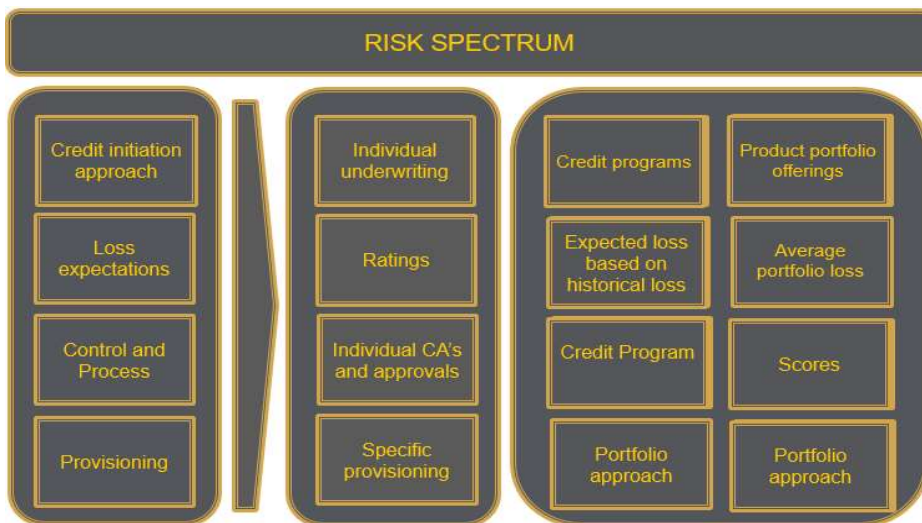 RISK SPECTRUM
Credit initiation
approach
Loss
expectations
Control and
Process
Provisioning
Individual
underwriting
Ratings
Individual CA's
and approvals
Specific
provisioning
Credit programs
Product portfolio
offerings
Expected loss
based on
historical loss
Average
portfolio loss
Credit Program
Scores
Portfolio
approach
Portfolio
approach